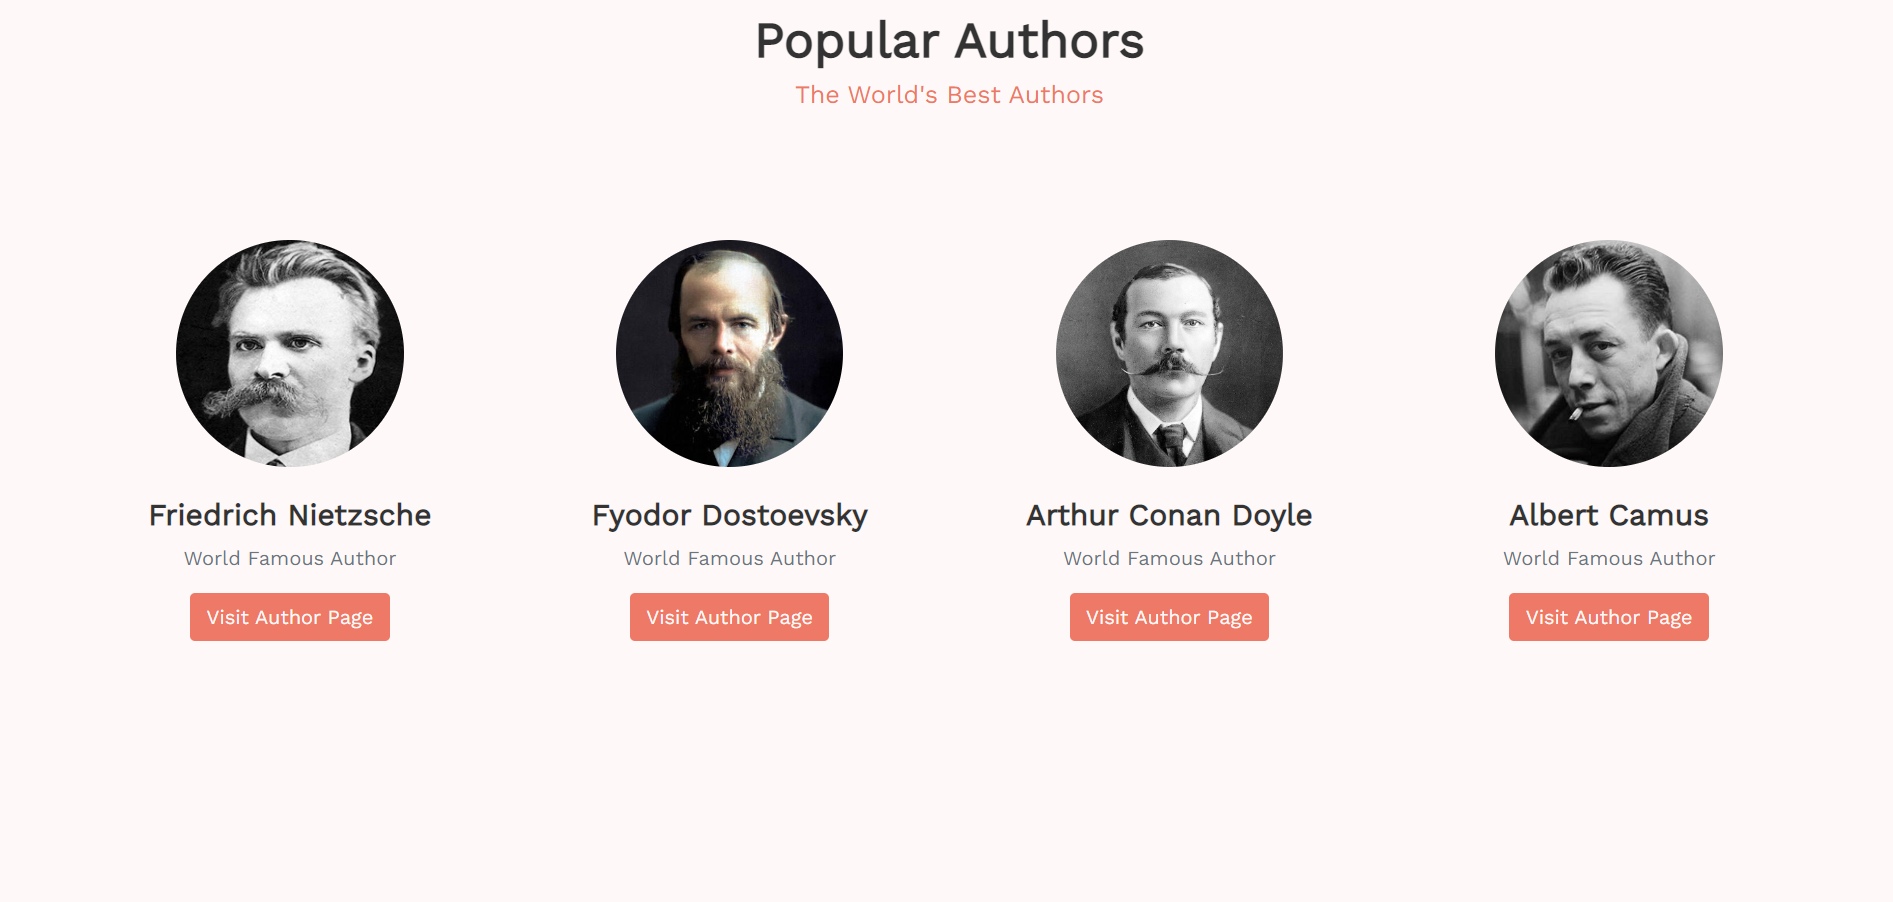 Popular Authors
The World's Best Authors
Friedrich Nietzsche
World Famous Author
Visit Author Page
Fyodor Dostoevsky
World Famous Author
Visit Author Page
Arthur Conan Doyle
World Famous Author
Visit Author Page
Albert Camus
World Famous Author
Visit Author Page